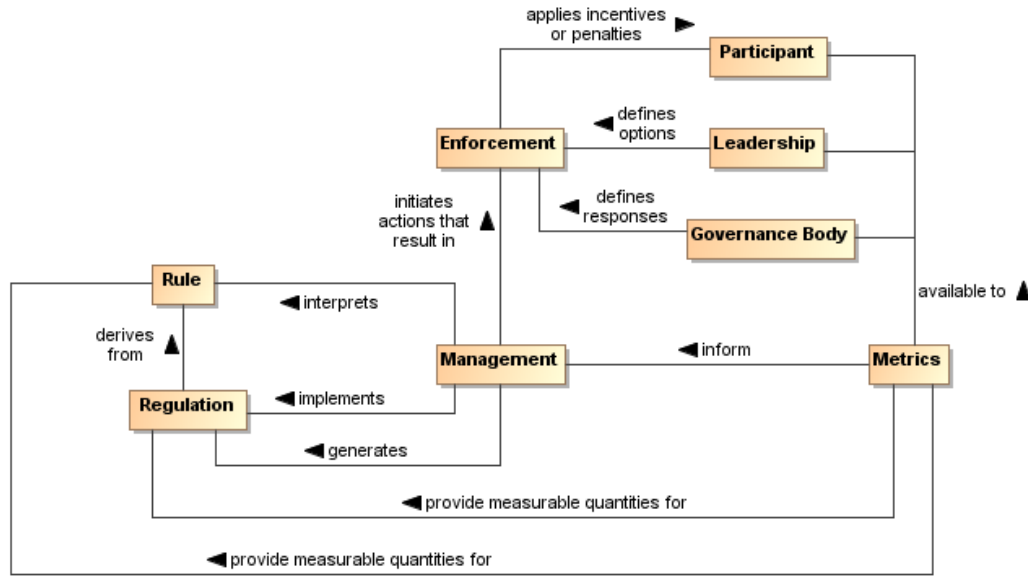 applies incentives
or penalties
Participant
defines
options
Enforcement
Leadership
initiates
actions that
result in
defines
responses
Governance Body
Rule
interprets
available to
derives
from
Management
inform
Metrics
Regulation
implements
generates
provide measurable quantities for
provide measurable quantities for